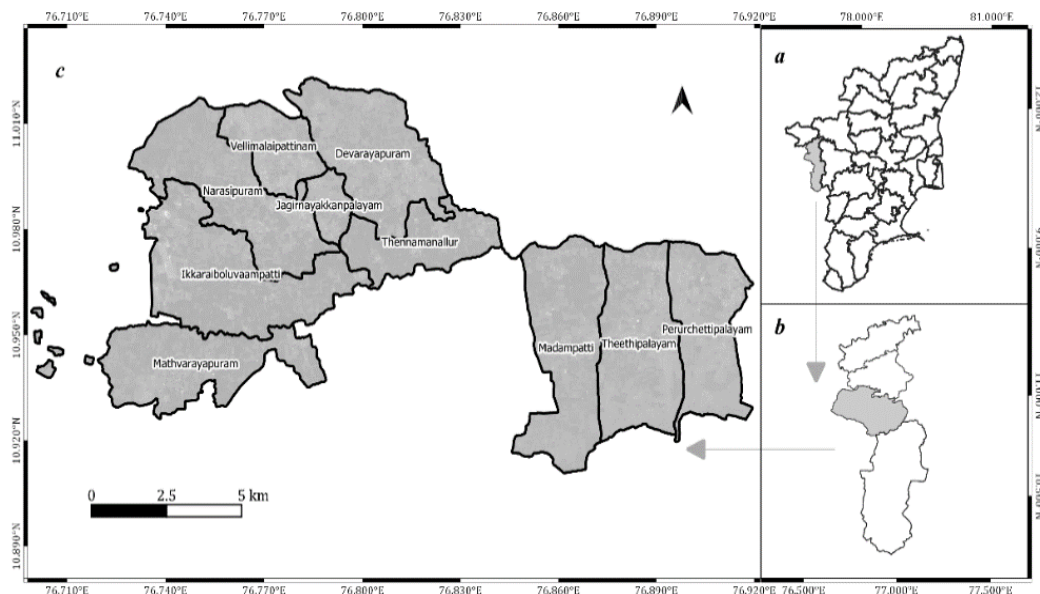 76.710°E 76.740°E 76.770°E 76.800°E 76.830°E 76.860°E 76.890°E 76.920°E 78.000°E 81.000°E
c
a
11.010°N
Vellimalaipattinam
Devarayapuram
Narasipuram
Jagirnayakkanpalayam
10.980°N
Thennamanallur
Ikkaraiboluvaampatti
b
10.950°N
Perurchettipalayam
Madampatti
Theethipalayam
Mathvarayapuram
10.920°N
0 2.5 5 km
10.890°N
76.710°E 76.740°E 76.770°E 76.800°E 76.830°E 76.860°E 76.890°E 76.920°E 76.500°E 77.000°E 77.500°E